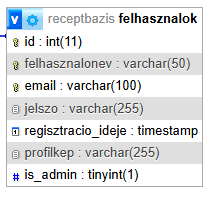 v receptbazis felhasznalok
id : int(11)
felhasznalonev : varchar(50)
email : varchar(100)
jelszo : varchar(255)
regisztracio_ideje : timestamp
profilkep : varchar(255)
# is_admin : tinyint(1)